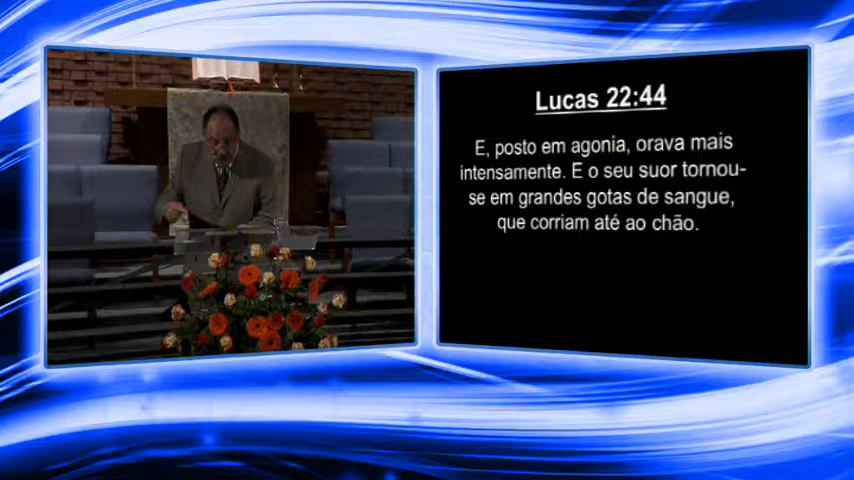 Lucas 22:44
E, posto em agonia, orava mais
intensamente. E o seu suor tornou-
se em grandes gotas de sangue,
que corriam até ao chão.